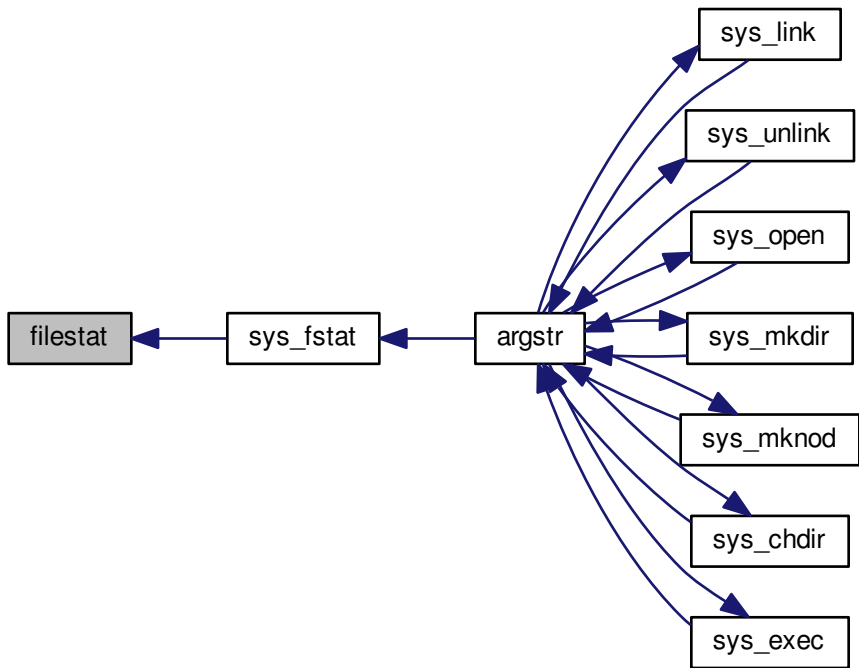 sys_link
sys_unlink
sys_open
filestat
sys_fstat
argstr
sys_mkdir
sys_mknod
sys_chdir
sys_exec